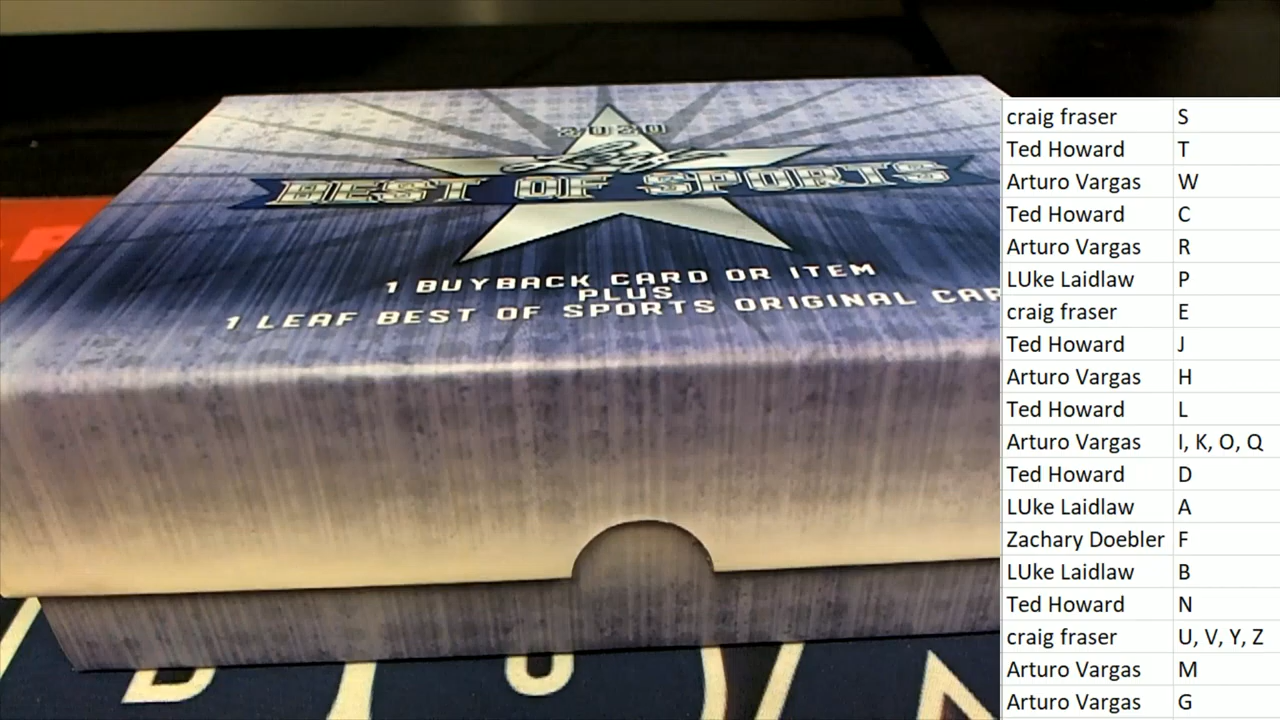 2020
Leaf
BEST OF SPORTS
1 BUYBACK CARD OR ITEM
PLUS
1 LEAF BEST OF SPORTS ORIGINAL CAR
craig fraser S
Ted Howard T
Arturo Vargas W
Ted Howard C
Arturo Vargas R
LUke Laidlaw P
craig fraser E
Ted Howard J
Arturo Vargas H
Ted Howard L
Arturo Vargas I, K, O, Q
Ted Howard D
LUke Laidlaw A
Zachary Doebler F
LUke Laidlaw B
Ted Howard N
craig fraser U, V, Y, Z
Arturo Vargas M
Arturo Vargas G